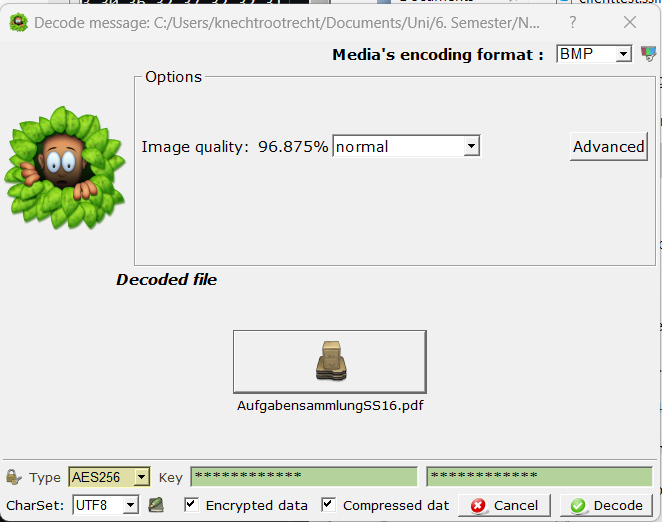 Decode message: C:/Users/knechtrootrecht/Documents/Uni/6. Semester/N... ?
Media's encoding format : BMP
Options
Image quality: 96.875% normal Advanced
Decoded file
AufgabensammlungSS16.pdf
Type AES256 Key ************ ************
CharSet: UTF8 Encrypted data Compressed dat Cancel Decode